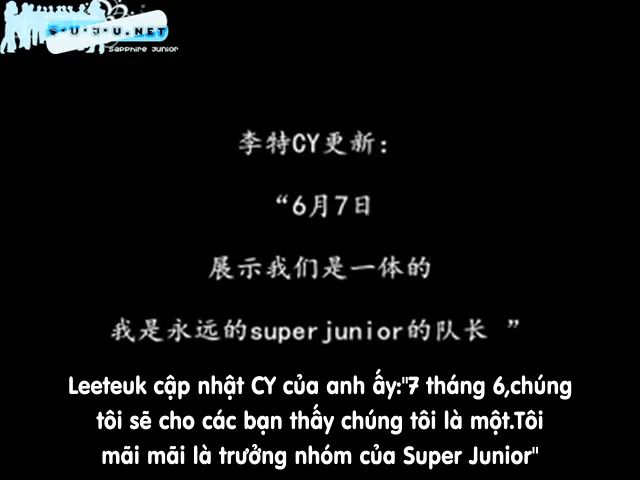 S·U·J·U.NET
SAPPHIRE JUNIOR
李特CY更新：
“6月7日
展示我们是一体的
我是永远的super junior的队长 ”
Leeteuk cập nhật CY của anh ấy:"7 tháng 6,chúng
tôi sẽ cho các bạn thấy chúng tôi là một.Tôi
mãi mãi là trưởng nhóm của Super Junior"